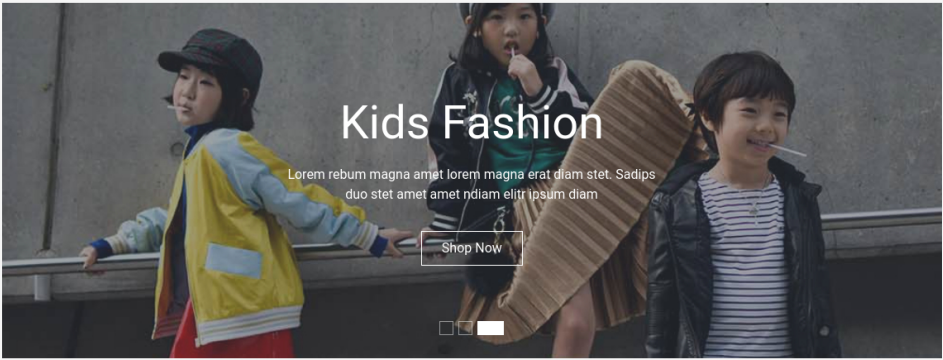 Kids Fashion
Lorem rebum magna amet lorem magna erat diam stet. Sadips
duo stet amet amet ndiam elitr ipsum diam
Shop Now